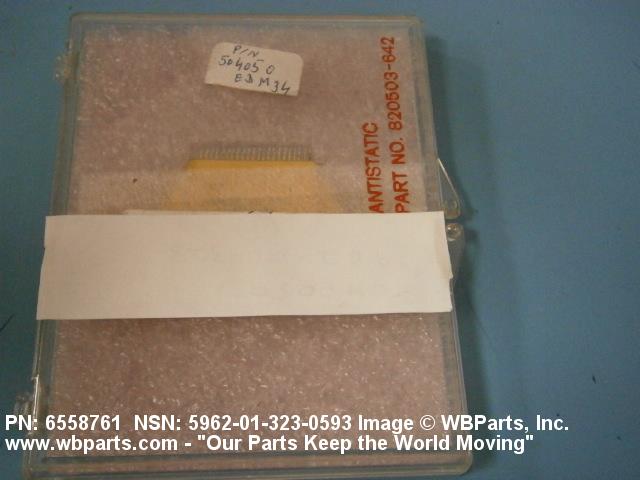 P/N
504050
EDM34
ANTISTATIC
PART NO. 820503-642
PN: 6558761 NSN: 5962-01-323-0593 Image © WBParts, Inc.
www.wbparts.com - "Our Parts Keep the World Moving"